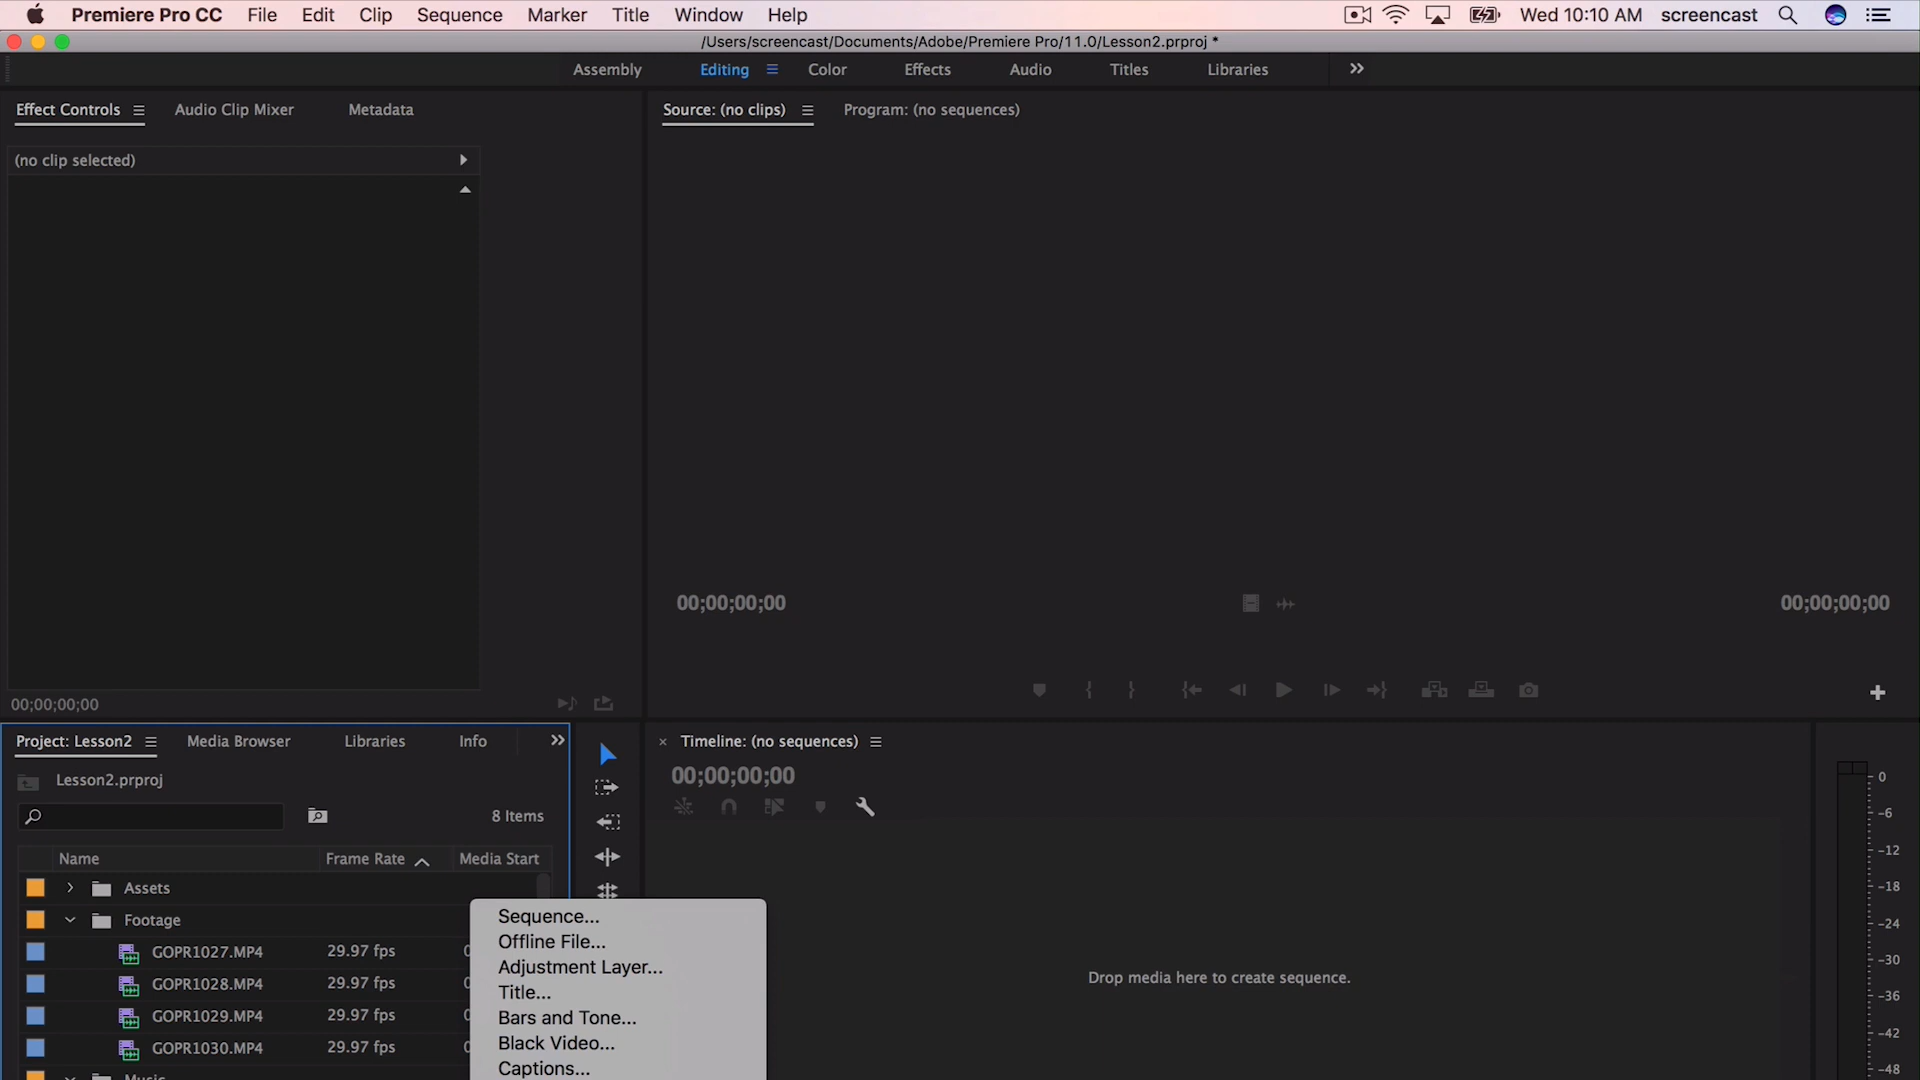 Premiere Pro CC File Edit Clip Sequence Marker Title Window Help Wed 10:10 AM screencast
/Users/screencast/Documents/Adobe/Premiere Pro/11.0/Lesson2.prproj *
Assembly Editing Color Effects Audio Titles Libraries
Effect Controls Audio Clip Mixer Metadata
Source: (no clips) Program: (no sequences)
(no clip selected)
00;00;00;00 00;00;00;00
00;00;00;00
Project: Lesson2 Media Browser Libraries Info
Timeline: (no sequences)
Lesson2.prproj
00;00;00;00
8 Items
Name Frame Rate Media Start
Assets
Footage
GOPR1027.MP4 29.97 fps 0
GOPR1028.MP4 29.97 fps 0
GOPR1029.MP4 29.97 fps 0
GOPR1030.MP4 29.97 fps 0
Music
Sequence...
Offline File...
Adjustment Layer...
Title...
Bars and Tone...
Black Video...
Captions...
Drop media here to create sequence.
0
-6
-12
-18
-24
-30
-36
-42
-48